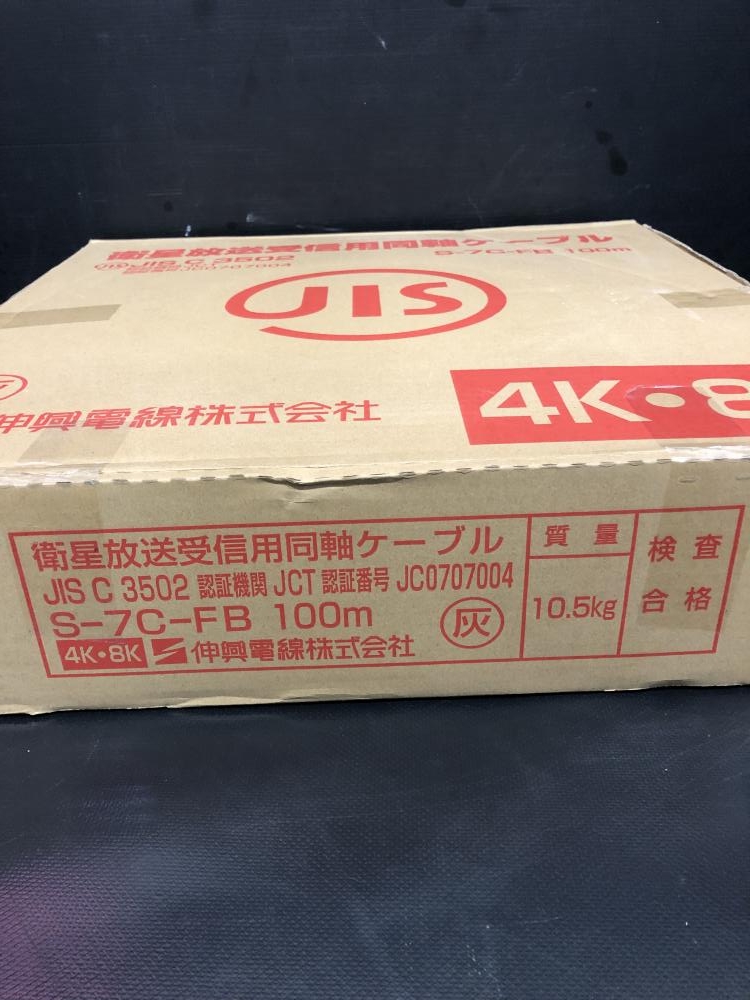 衛星放送受信用同軸ケーブル
JIS C 3502
S-7C-FB 100m
JIS
伸興電線株式会社
4K・8
衛星放送受信用同軸ケーブル
JIS C 3502 認証機関 JCT 認証番号 JC0707004
S-7C-FB 100m
灰
4K・8K 伸興電線株式会社
質量
10.5kg
検査
合格